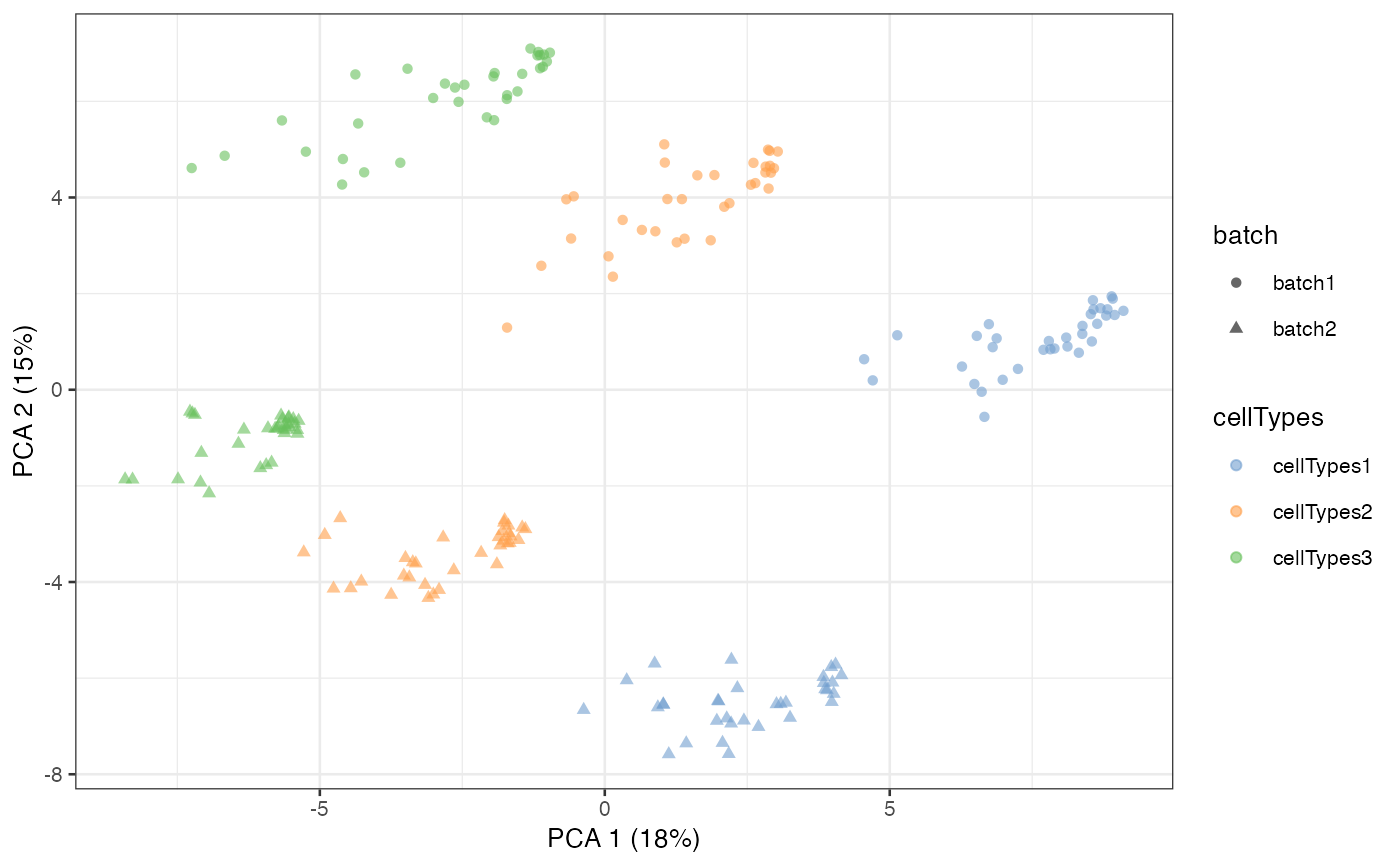 4
0
-4
-8
-5
0
5
PCA 1 (18%)
PCA 2 (15%)
batch
batch1
batch2
cellTypes
cellTypes1
cellTypes2
cellTypes3